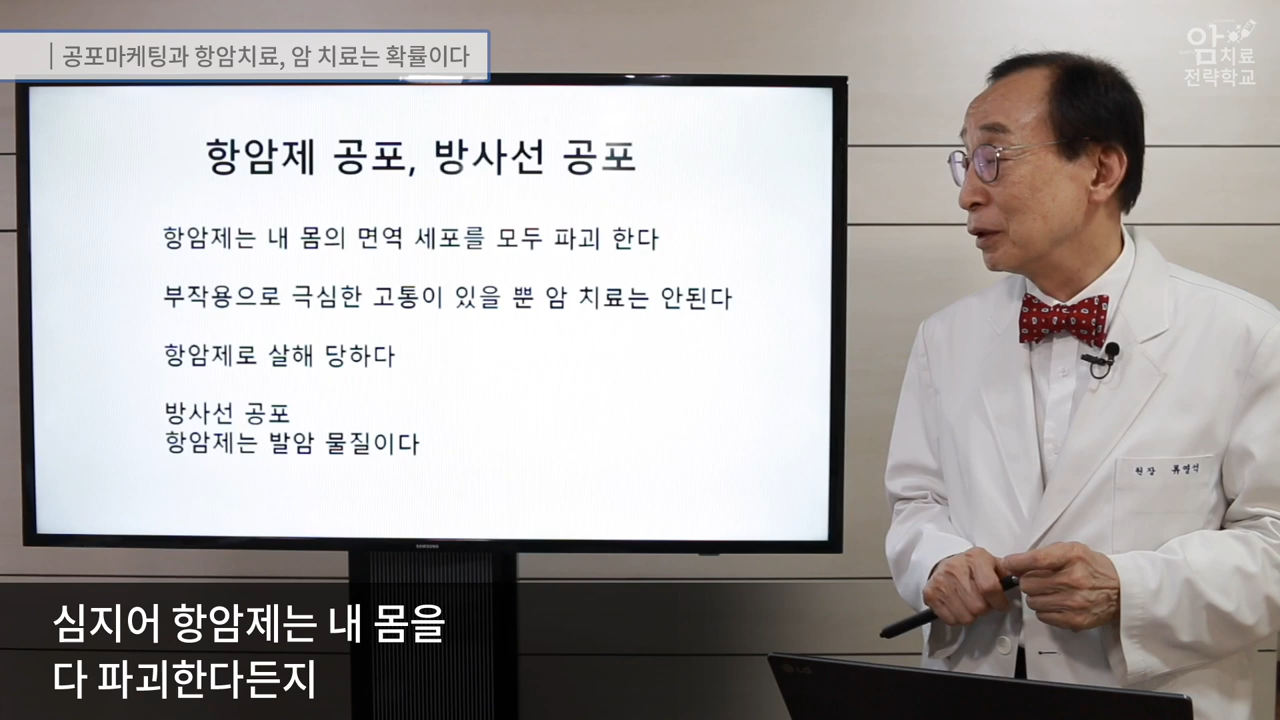 공포마케팅과 항암치료, 암 치료는 확률이다
암치료
전략학교
항암제 공포, 방사선 공포
항암제는 내 몸의 면역 세포를 모두 파괴 한다
부작용으로 극심한 고통이 있을 뿐 암 치료는 안된다
항암제로 살해 당하다
방사선 공포
항암제는 발암 물질이다
SAMSUNG
원장 류영석
LG
심지어 항암제는 내 몸을
다 파괴한다든지